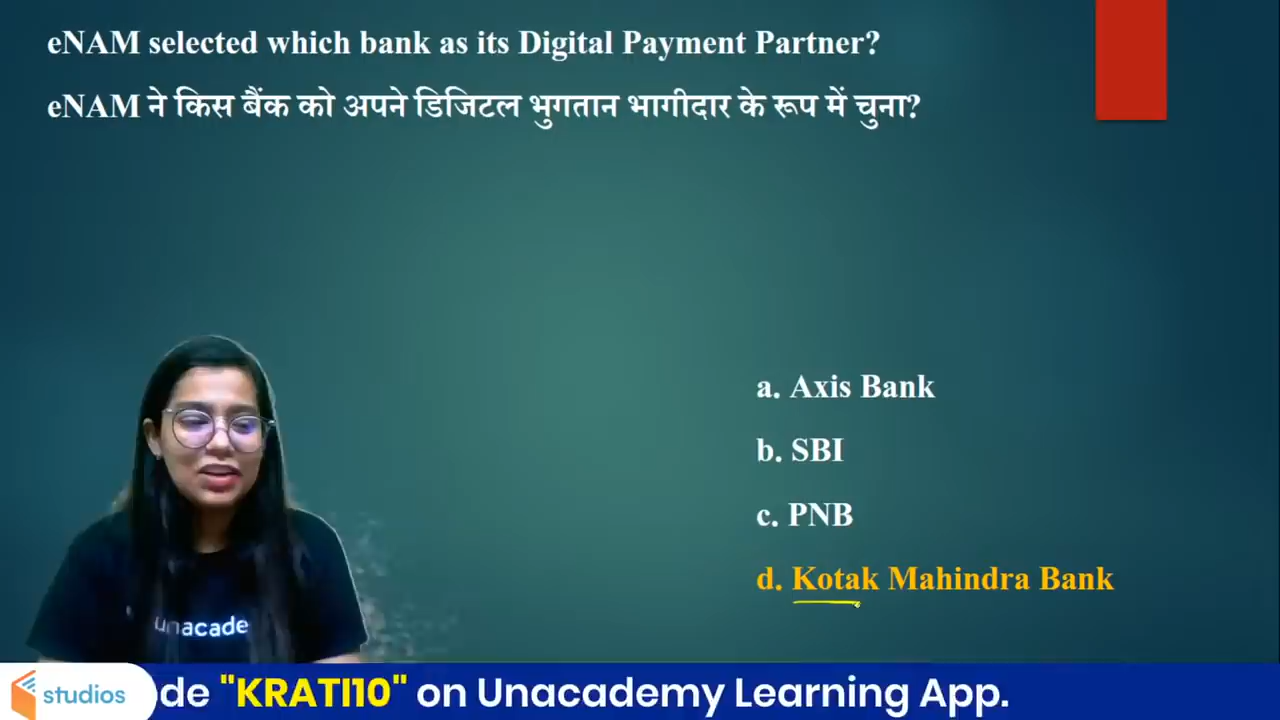 eNAM selected which bank as its Digital Payment Partner?
eNAM ने किस बैंक को अपने डिजिटल भुगतान भागीदार के रूप में चुना?
a. Axis Bank
b. SBI
c. PNB
d. Kotak Mahindra Bank
unacade
studios
de "KRATI10" on Unacademy Learning App.